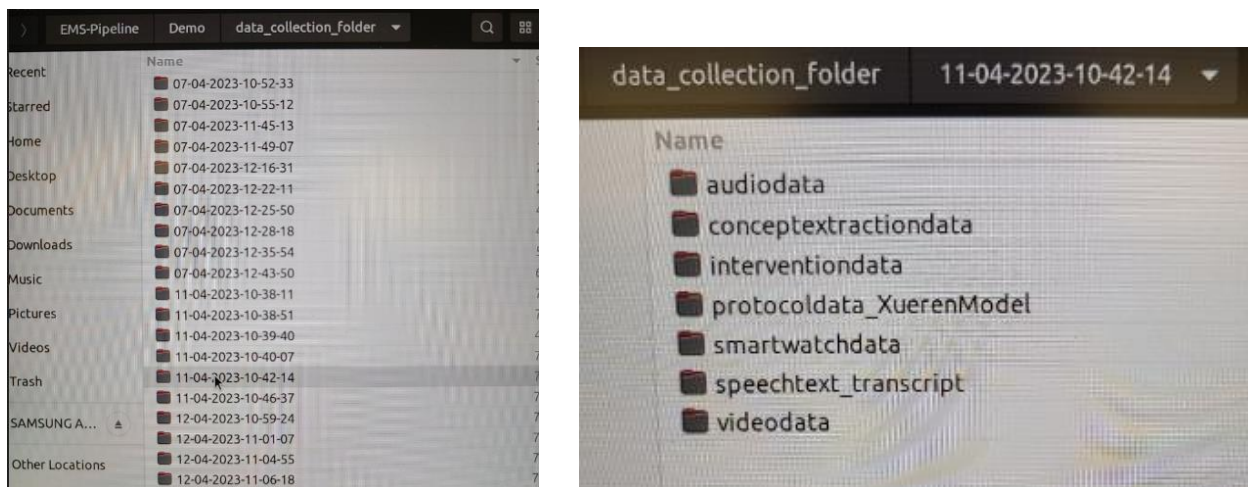 EMS-Pipeline Demo data_collection_folder
Recent
Starred
Home
Desktop
Documents
Downloads
Music
Pictures
Videos
Trash
SAMSUNG A...
Other Locations
Name
07-04-2023-10-52-33
07-04-2023-10-55-12
07-04-2023-11-45-13
07-04-2023-11-49-07
07-04-2023-12-16-31
07-04-2023-12-22-11
07-04-2023-12-25-50
07-04-2023-12-28-18
07-04-2023-12-35-54
07-04-2023-12-43-50
11-04-2023-10-38-11
11-04-2023-10-38-51
11-04-2023-10-39-40
11-04-2023-10-40-07
11-04-2023-10-42-14
11-04-2023-10-46-37
12-04-2023-10-59-24
12-04-2023-11-01-07
12-04-2023-11-04-55
12-04-2023-11-06-18
data_collection_folder 11-04-2023-10-42-14
Name
audiodata
conceptextractiondata
interventiondata
protocoldata_XuerenModel
smartwatchdata
speechtext_transcript
videodata